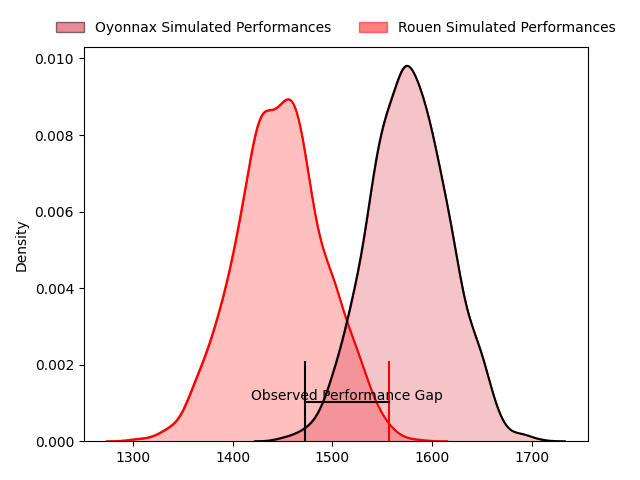 Oyonnax Simulated Performances
Rouen Simulated Performances
0.010
0.008
0.006
0.004
0.002
0.000
Density
Observed Performance Gap
1300
1400
1500
1600
1700